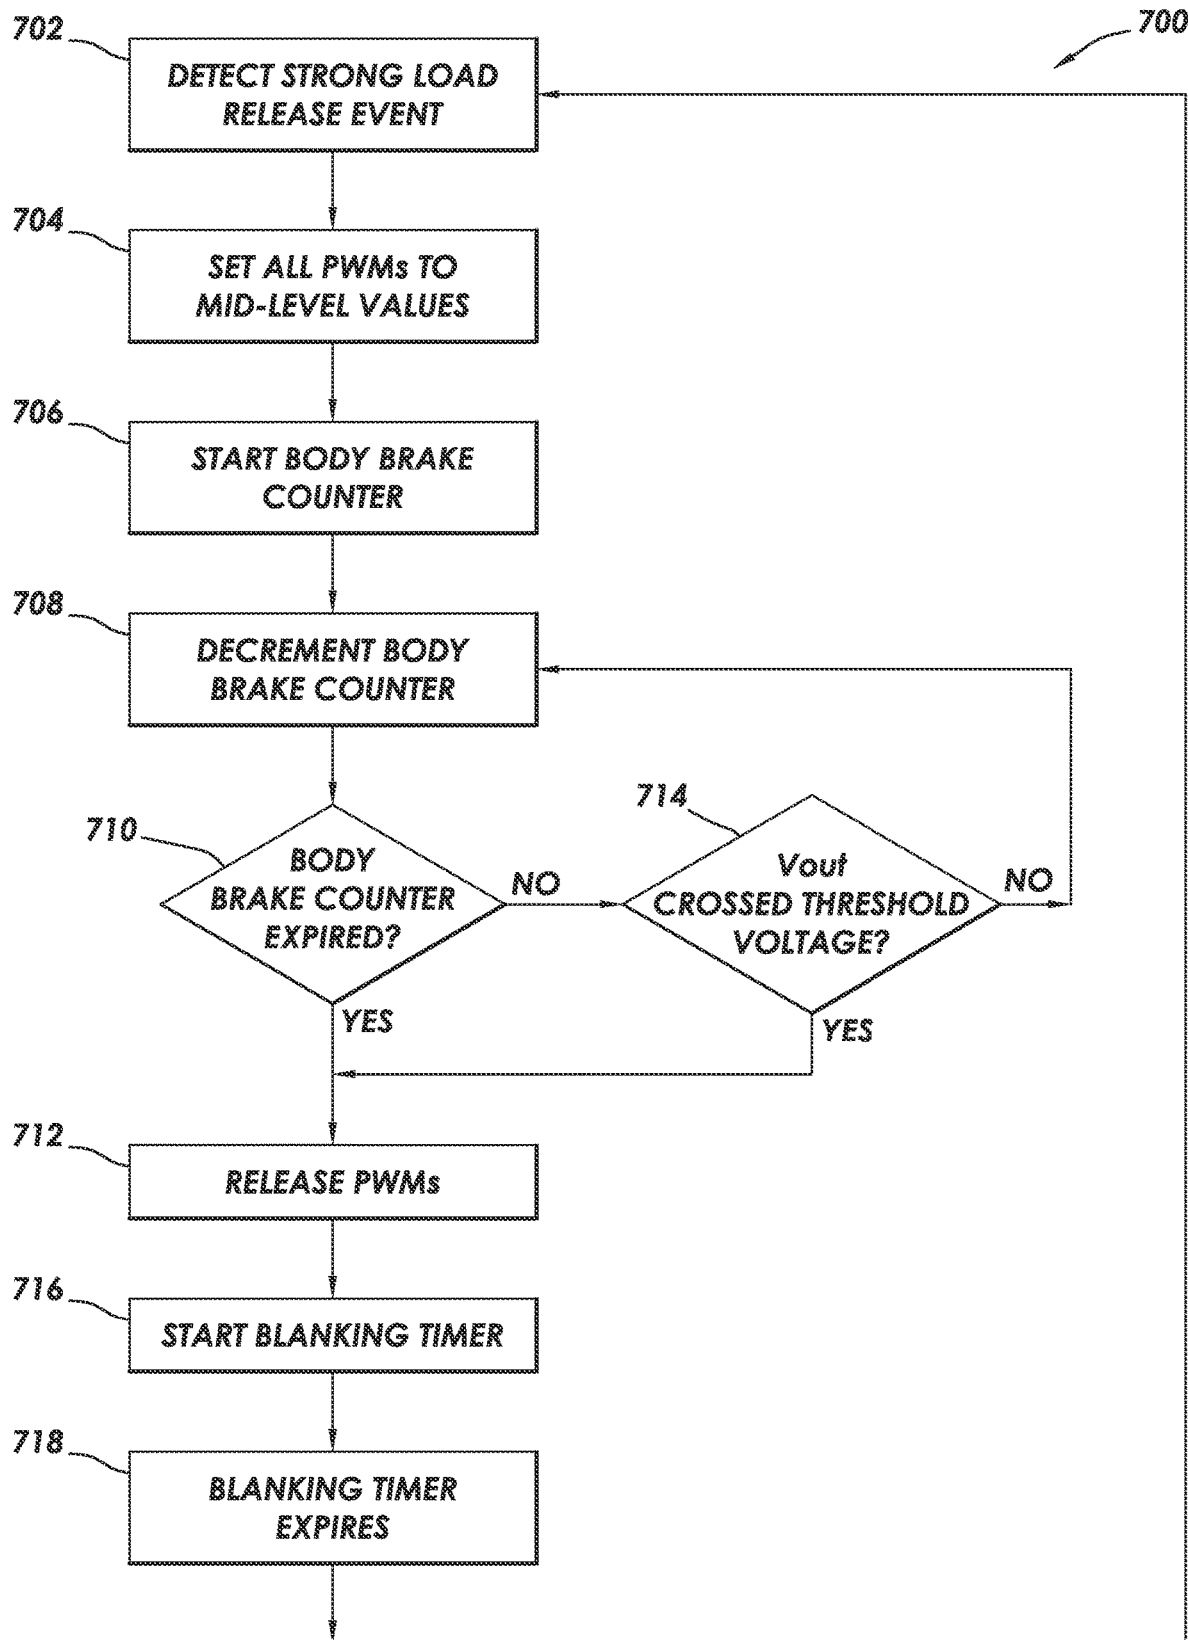 700
702
DETECT STRONG LOAD
RELEASE EVENT
704
SET ALL PWMs TO
MID-LEVEL VALUES
706
START BODY BRAKE
COUNTER
708
DECREMENT BODY
BRAKE COUNTER
710
BODY
BRAKE COUNTER
EXPIRED?
NO
YES
714
Vout
CROSSED THRESHOLD
VOLTAGE?
NO
YES
712
RELEASE PWMs
716
START BLANKING TIMER
718
BLANKING TIMER
EXPIRES